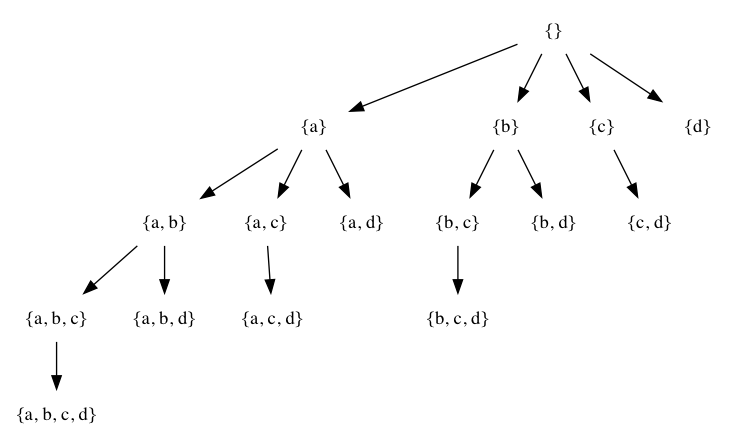 {}
{a} {b} {c} {d}
{a, b} {a, c} {a, d} {b, c} {b, d} {c, d}
{a, b, c} {a, b, d} {a, c, d} {b, c, d}
{a, b, c, d}